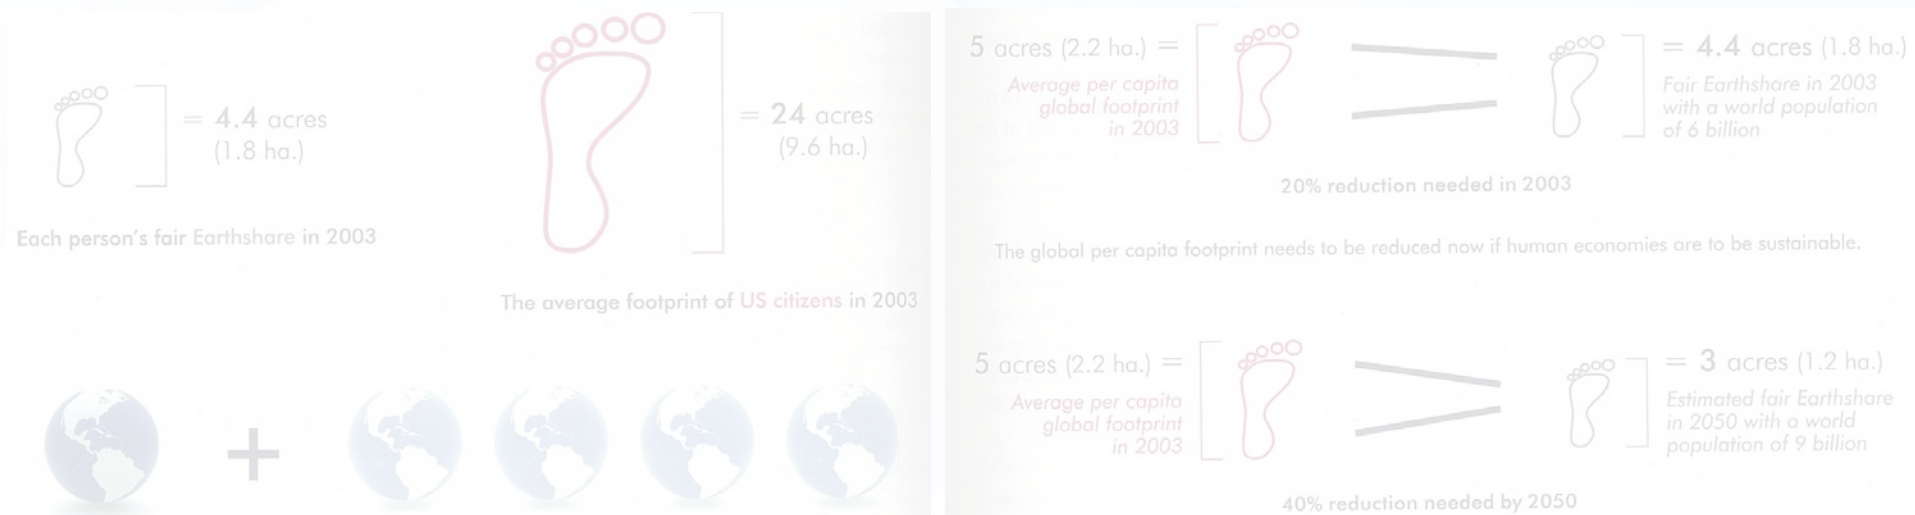 = 4.4 acres
(1.8 ha.)
Each person's fair Earthshare in 2003
= 24 acres
(9.6 ha.)
The average footprint of US citizens in 2003
+
5 acres (2.2 ha.) =
Average per capita
global footprint
in 2003
= 4.4 acres (1.8 ha.)
Fair Earthshare in 2003
with a world population
of 6 billion
20% reduction needed in 2003
The global per capita footprint needs to be reduced now if human economies are to be sustainable.
5 acres (2.2 ha.) =
Average per capita
global footprint
in 2003
= 3 acres (1.2 ha.)
Estimated fair Earthshare
in 2050 with a world
population of 9 billion
40% reduction needed by 2050